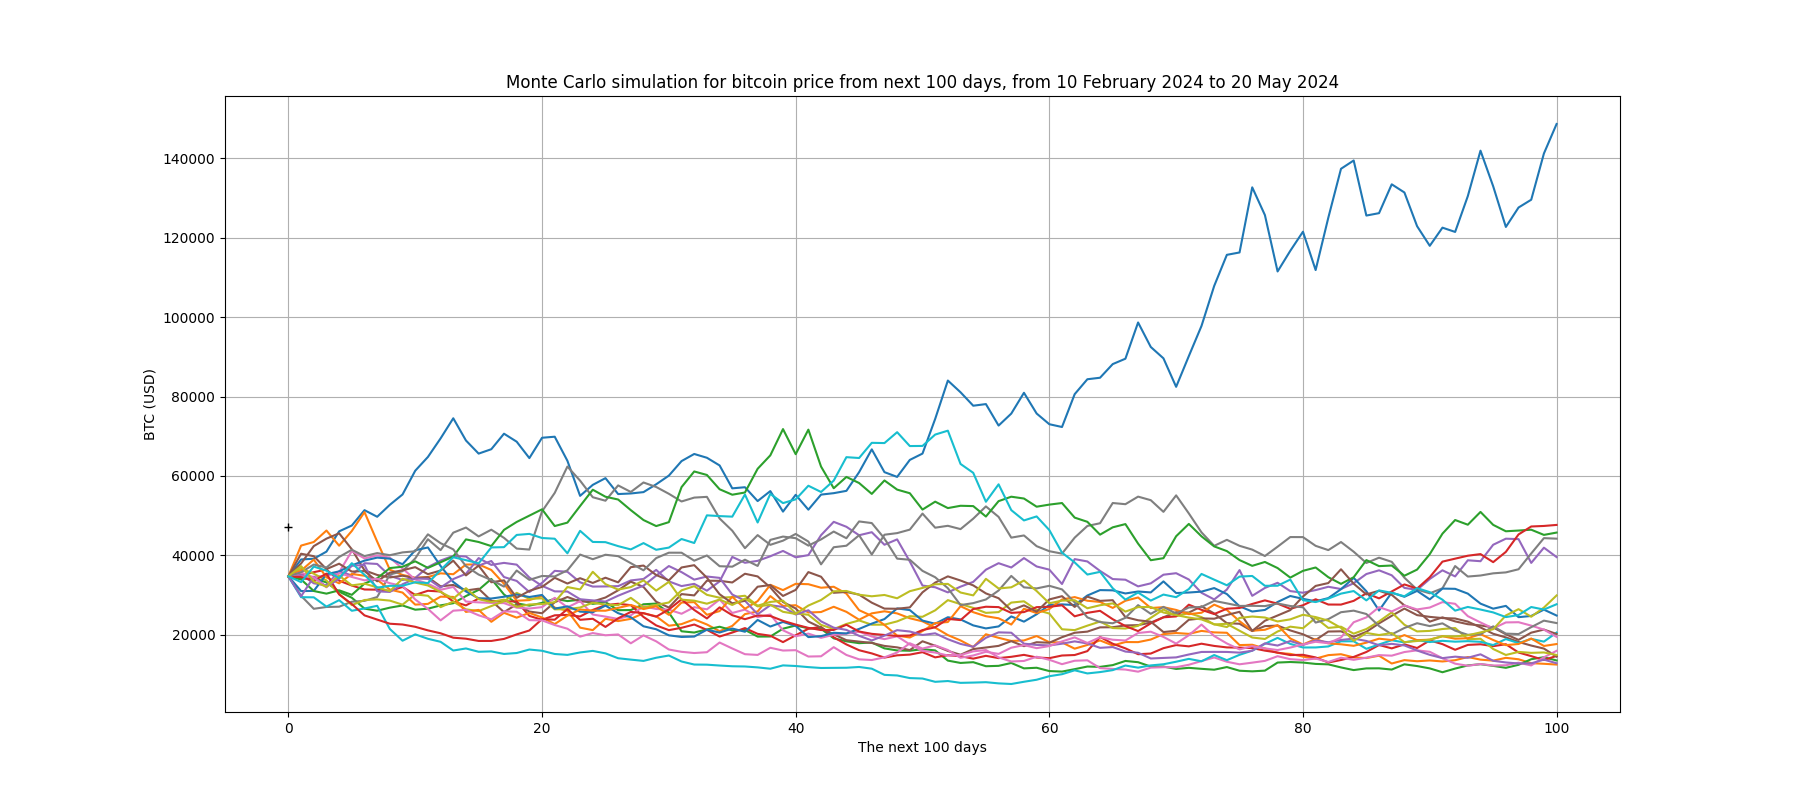 Monte Carlo simulation for bitcoin price from next 100 days, from 10 February 2024 to 20 May 2024
140000
120000
100000
80000
60000
40000
20000
BTC (USD)
0 20 40 60 80 100
The next 100 days